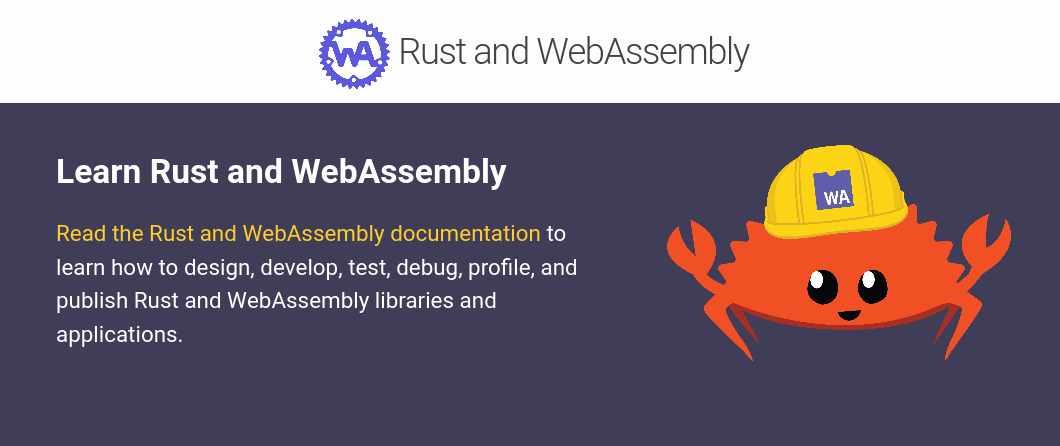 WA Rust and WebAssembly
Learn Rust and WebAssembly
WA
Read the Rust and WebAssembly documentation to
learn how to design, develop, test, debug, profile, and
publish Rust and WebAssembly libraries and
applications.